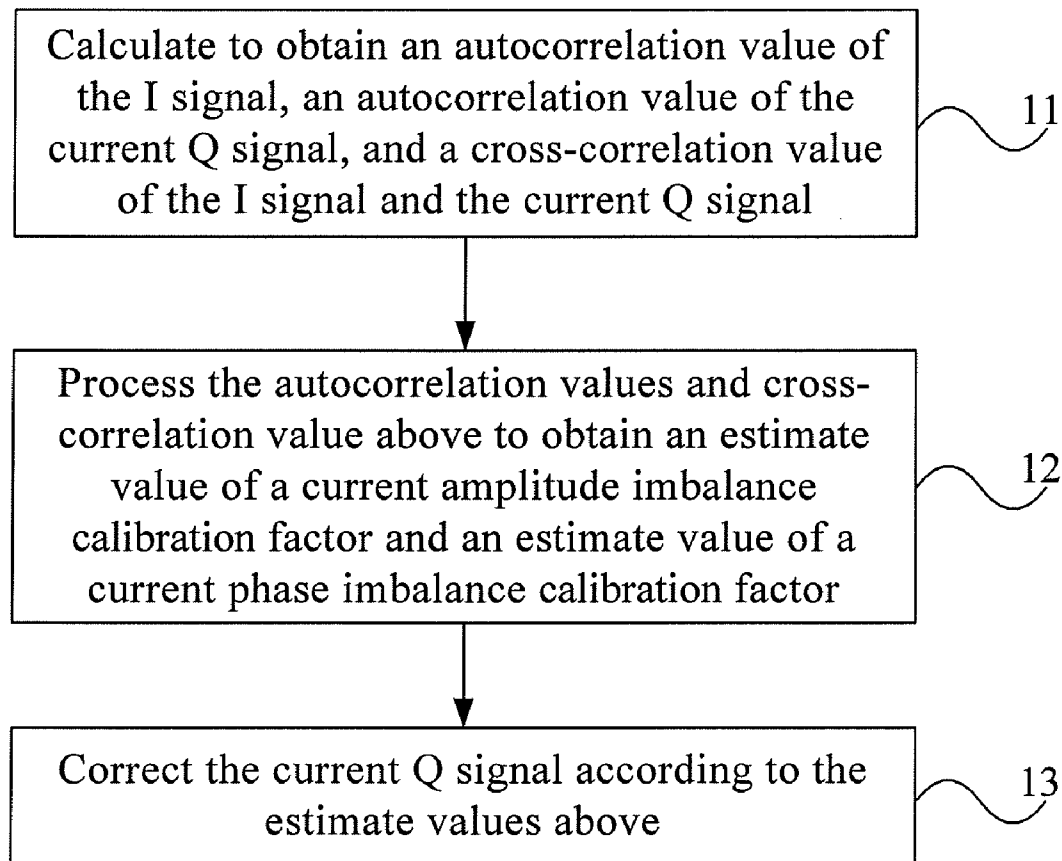 Calculate to obtain an autocorrelation value of
the I signal, an autocorrelation value of the
current Q signal, and a cross-correlation value
of the I signal and the current Q signal
11
Process the autocorrelation values and cross-
correlation value above to obtain an estimate
value of a current amplitude imbalance
calibration factor and an estimate value of a
current phase imbalance calibration factor
12
Correct the current Q signal according to the
estimate values above
13